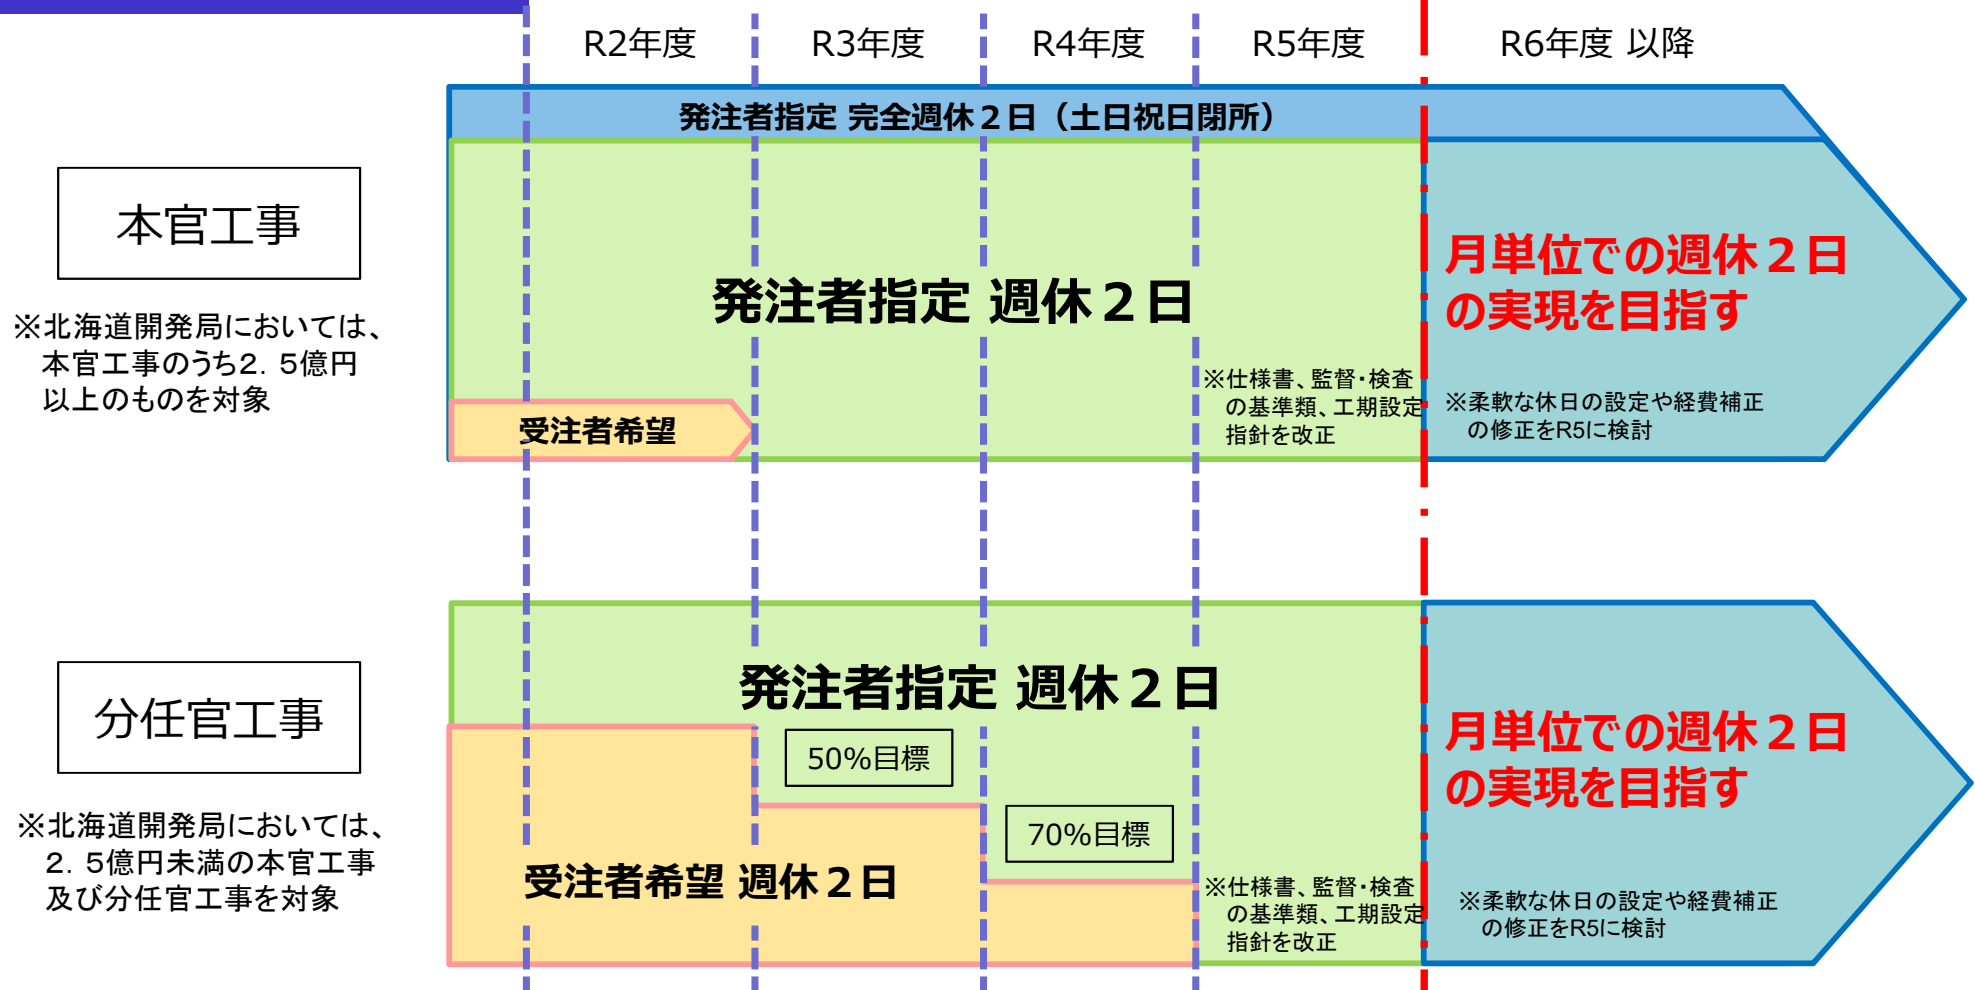 R2年度
R3年度
R4年度
R5年度
R6年度 以降
発注者指定 完全週休２日（土日祝日閉所）
本官工事
※北海道開発局においては、
本官工事のうち２．５億円
以上のものを対象
発注者指定 週休２日
受注者希望
※仕様書、監督・検査
の基準類、工期設定
指針を改正
月単位での週休２日
の実現を目指す
※柔軟な休日の設定や経費補正
の修正をR5に検討
分任官工事
※北海道開発局においては、
２．５億円未満の本官工事
及び分任官工事を対象
発注者指定 週休２日
50%目標
70%目標
受注者希望 週休２日
※仕様書、監督・検査
の基準類、工期設定
指針を改正
月単位での週休２日
の実現を目指す
※柔軟な休日の設定や経費補正
の修正をR5に検討